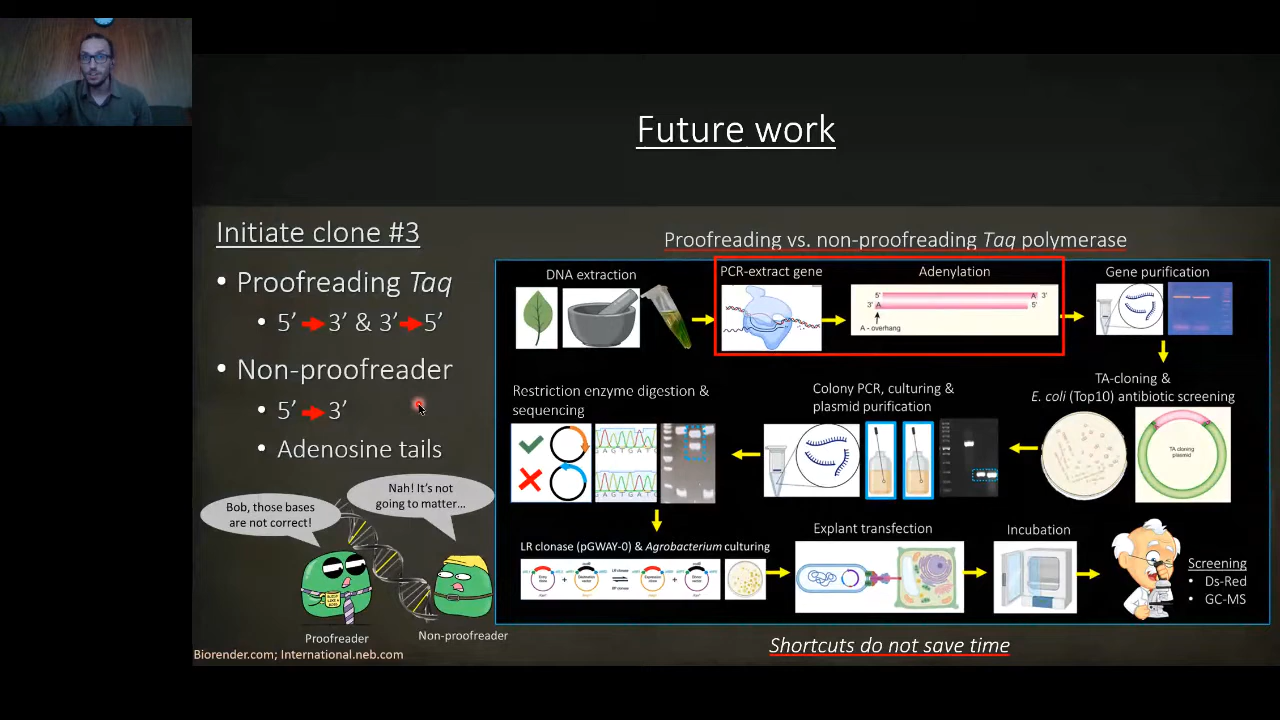 Future work
Initiate clone #3
• Proofreading Taq
• 5’ 3’ & 3’ 5’
• Non-proofreader
• 5’ 3’
• Adenosine tails
Bob, those bases
are not correct!
Nah! It’s not
going to matter…
Proofreader
Non-proofreader
Biorender.com; International.neb.com
Proofreading vs. non-proofreading Taq polymerase
DNA extraction
PCR-extract gene
Adenylation
5' A 3'
3' A 5'
A - overhang
Gene purification
TA-cloning &
E. coli (Top10) antibiotic screening
TA cloning
plasmid
Colony PCR, culturing &
plasmid purification
Restriction enzyme digestion &
sequencing
G A G T G A T
G A G T G A T
LR clonase (pGWAY-0) & Agrobacterium culturing
Explant transfection
Incubation
Screening
• Ds-Red
• GC-MS
Shortcuts do not save time